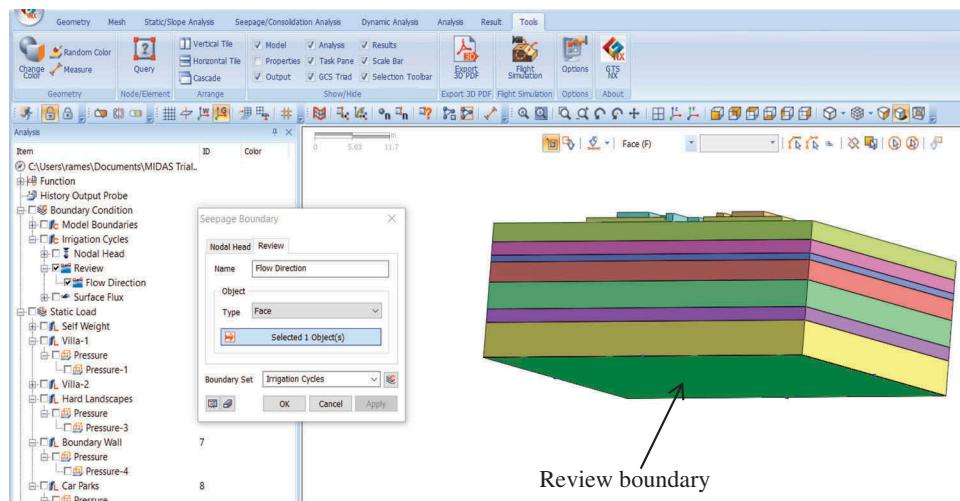 Geometry Mesh Static/Slope Analysis Seepage/Consolidation Analysis Dynamic Analysis Analysis Result Tools
Change Color
Random Color
Measure
Geometry
Query
Node/Element
Vertical Tile
Horizontal Tile
Cascade
Arrange
Model Analysis Results
Properties Task Pane Scale Bar
Output GCS Triad Selection Toolbar
Show/Hide
Export 3D PDF
Export 3D PDF
Flight Simulation
Flight Simulation
Options
Options
GTS NX
About
Analysis
Item ID Color
C:\Users\rames\Documents\MIDAS Trial..
Function
History Output Probe
Boundary Condition
Model Boundaries
Irrigation Cycles
Nodal Head
Review
Flow Direction
Surface Flux
Static Load
Self Weight
Villa-1
Pressure
Pressure-1
Villa-2
Hard Landscapes
Pressure
Pressure-3
Boundary Wall 7
Pressure
Pressure-4
Car Parks 8
Pressure
0 5.03 11.7
Face (F)
Seepage Boundary
Nodal Head Review
Name Flow Direction
Object
Type Face
Selected 1 Object(s)
Boundary Set Irrigation Cycles
OK Cancel Apply
Review boundary